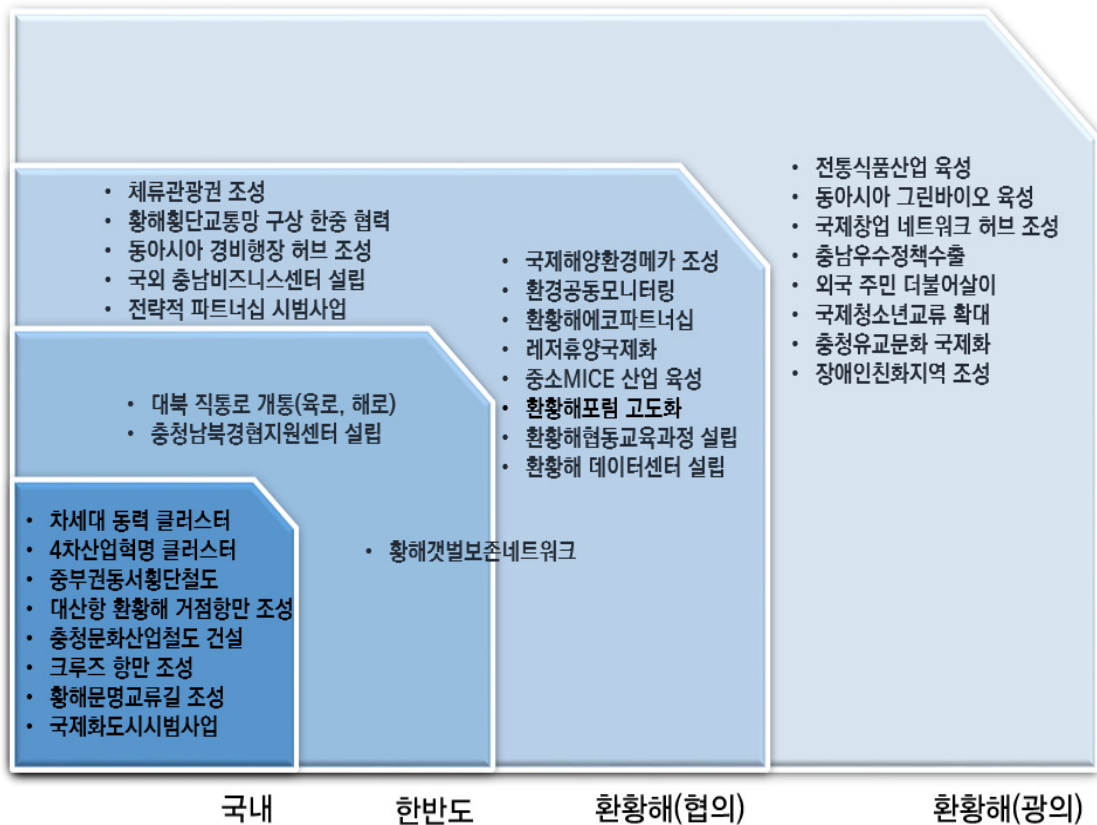 • 전통식품산업 육성
• 동아시아 그린바이오 육성
• 국제창업 네트워크 허브 조성
• 충남우수정책수출
• 외국 주민 더불어살이
• 국제청소년교류 확대
• 충청유교문화 국제화
• 장애인친화지역 조성
• 체류관광권 조성
• 황해횡단교통망 구상 한중 협력
• 동아시아 경비행장 허브 조성
• 국외 충남비즈니스센터 설립
• 전략적 파트너십 시범사업
• 국제해양환경메카 조성
• 환경공동모니터링
• 환황해에코파트너십
• 레저휴양국제화
• 중소MICE 산업 육성
• 환황해포럼 고도화
• 환황해협동교육과정 설립
• 환황해 데이터센터 설립
• 대북 직통로 개통(육로, 해로)
• 충청남북경협지원센터 설립
• 황해갯벌보존네트워크
• 차세대 동력 클러스터
• 4차산업혁명 클러스터
• 중부권동서횡단철도
• 대산항 환황해 거점항만 조성
• 충청문화산업철도 건설
• 크루즈 항만 조성
• 황해문명교류길 조성
• 국제화도시시범사업
국내
한반도
환황해(협의)
환황해(광의)